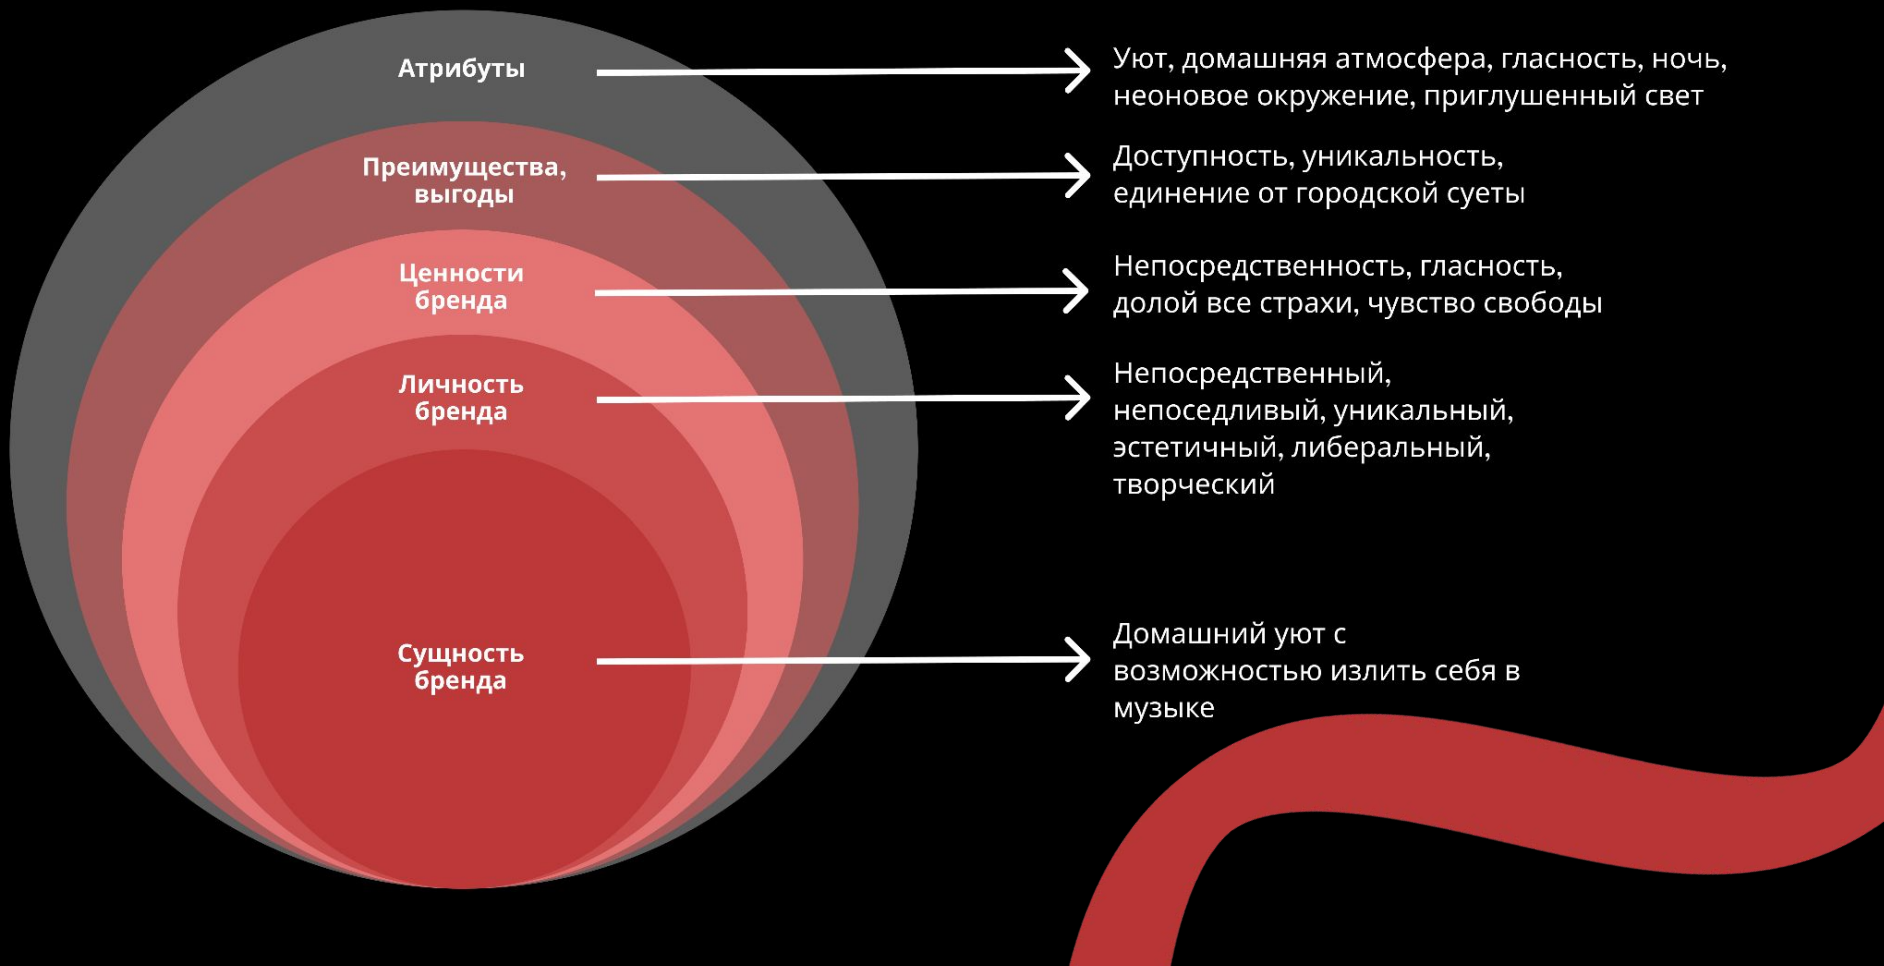 Атрибуты
Уют, домашняя атмосфера, гласность, ночь,
неоновое окружение, приглушенный свет
Преимущества,
выгоды
Доступность, уникальность,
единение от городской суеты
Ценности
бренда
Непосредственность, гласность,
долой все страхи, чувство свободы
Личность
бренда
Непосредственный,
непоседливый, уникальный,
эстетичный, либеральный,
творческий
Сущность
бренда
Домашний уют с
возможностью излить себя в
музыке